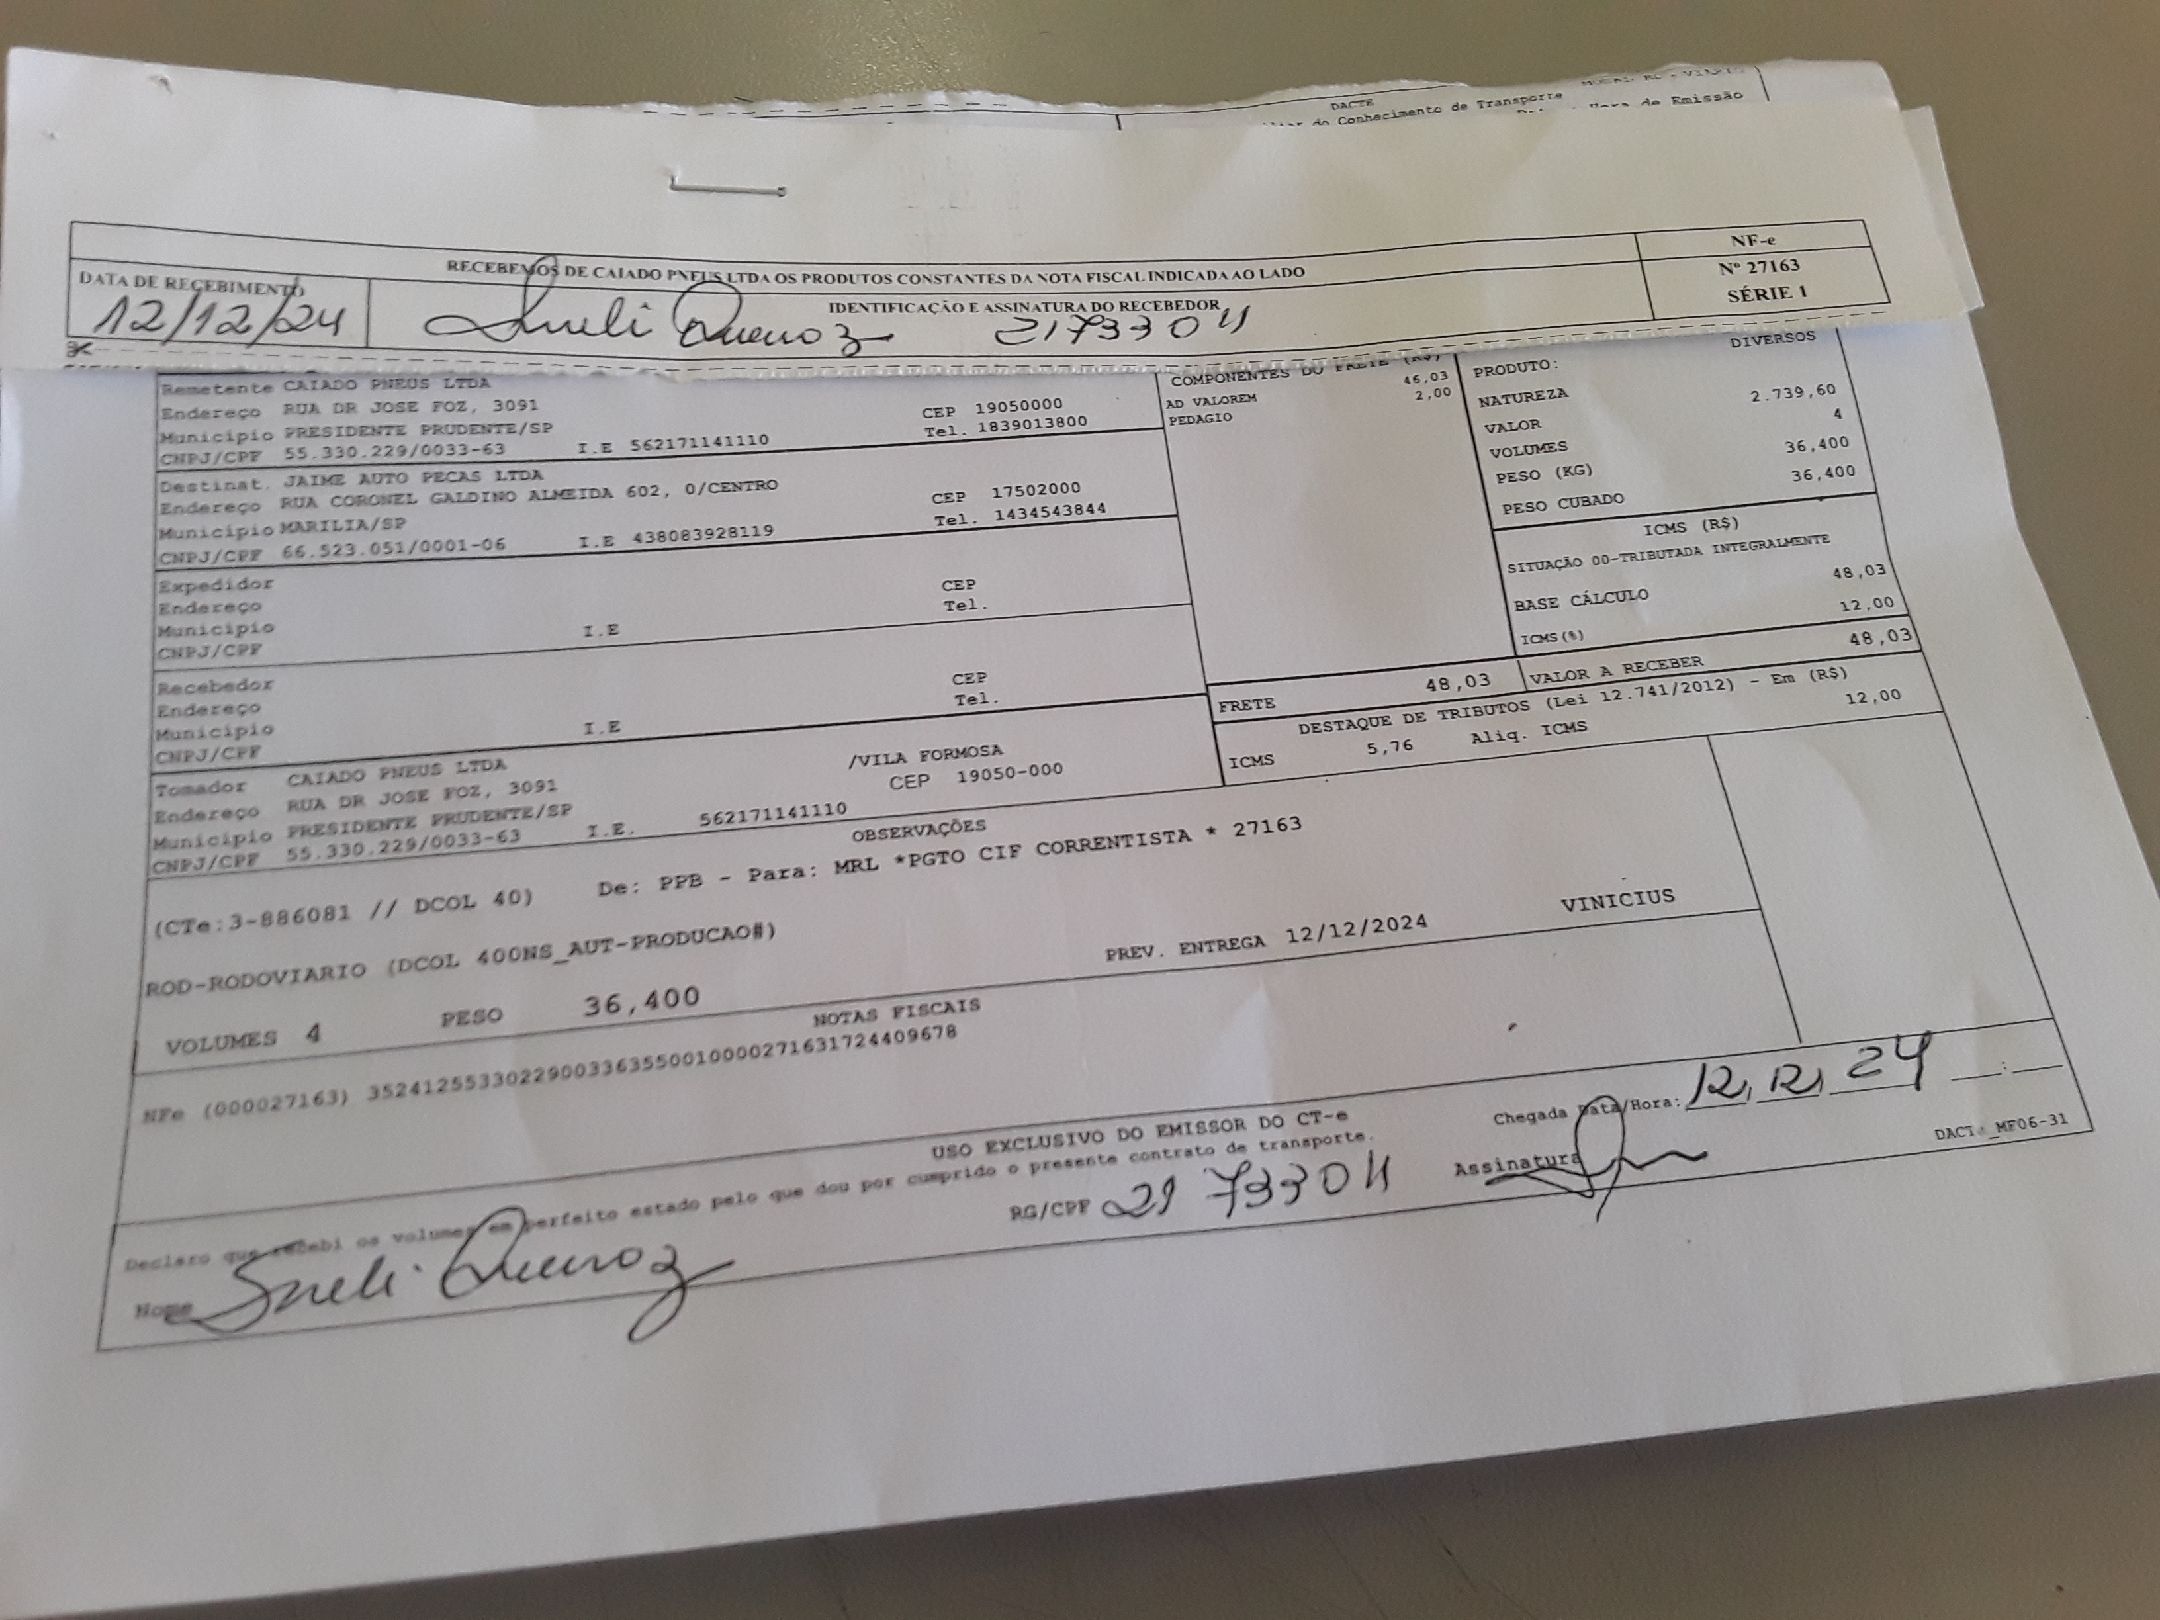 DACTE
do Conhecimento de Transporte
Hora de Emissão
NF-e
RECEBEMOS DE CAIADO PNEUS LTDA OS PRODUTOS CONSTANTES DA NOTA FISCAL INDICADA AO LADO
Nº 27163
SÉRIE 1
DATA DE RECEBIMENTO
IDENTIFICAÇÃO E ASSINATURA DO RECEBEDOR
12/12/24 Sueli Queiroz 21733011
Remetente CAIADO PNEUS LTDA
Endereço RUA DR JOSE FOZ, 3091 CEP 19050000
Município PRESIDENTE PRUDENTE/SP Tel. 1839013800
CNPJ/CPF 55.330.229/0033-63 I.E 562171141110
Destinat. JAIME AUTO PECAS LTDA
Endereço RUA CORONEL GALDINO ALMEIDA 602, 0/CENTRO CEP 17502000
Município MARILIA/SP Tel. 1434543844
CNPJ/CPF 66.523.051/0001-06 I.E 438083928119
Expedidor
Endereço CEP
Município Tel.
CNPJ/CPF I.E
Recebedor
Endereço CEP
Município Tel.
CNPJ/CPF I.E
Tomador CAIADO PNEUS LTDA
Endereço RUA DR JOSE FOZ, 3091 /VILA FORMOSA
Município PRESIDENTE PRUDENTE/SP CEP 19050-000
CNPJ/CPF 55.330.229/0033-63 I.E. 562171141110
COMPONENTES DO FRETE (R$)
AD VALOREM 46,03
PEDAGIO 2,00
PRODUTO: DIVERSOS
NATUREZA
VALOR 2.739,60
VOLUMES 4
PESO (KG) 36,400
PESO CUBADO 36,400
ICMS (R$)
SITUAÇÃO 00-TRIBUTADA INTEGRALMENTE
BASE CÁLCULO 48,03
ICMS(%) 12,00
FRETE 48,03 VALOR A RECEBER 48,03
DESTAQUE DE TRIBUTOS (Lei 12.741/2012) - Em (R$)
ICMS 5,76 Aliq. ICMS 12,00
OBSERVAÇÕES
(CTe:3-886081 // DCOL 40) De: PPB - Para: MRL *PGTO CIF CORRENTISTA * 27163
ROD-RODOVIARIO (DCOL 400NS_AUT-PRODUCAO#)
VOLUMES 4 PESO 36,400 PREV. ENTREGA 12/12/2024 VINICIUS
NOTAS FISCAIS
NFe (000027163) 35241255330229003363550010000271631724409678
USO EXCLUSIVO DO EMISSOR DO CT-e
Declaro que recebi os volumes em perfeito estado pelo que dou por cumprido o presente contrato de transporte.
Chegada Data/Hora: 12, 12, 24
Nome Sueli Queiroz RG/CPF 21 733011 Assinatura
DACTe_MF06-31